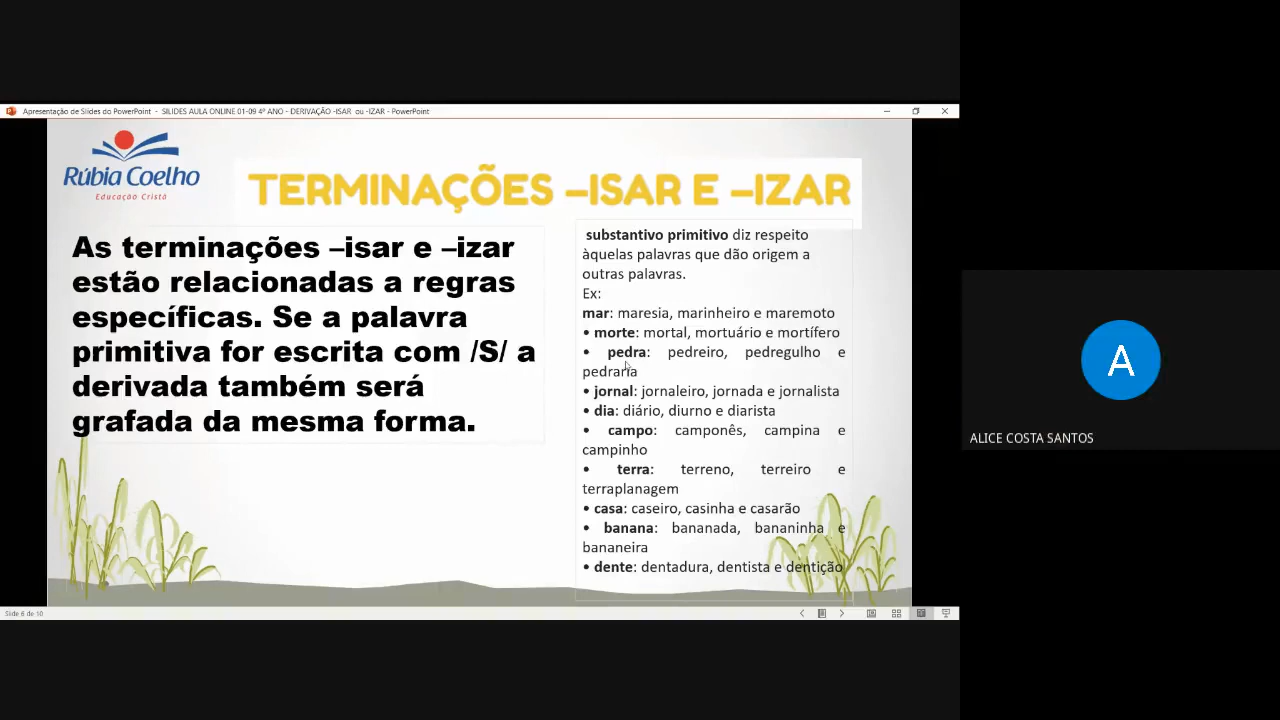 Apresentação de Slides do PowerPoint - SILIDES AULA ONLINE 01-09 4º ANO - DERIVAÇÃO -ISAR ou -IZAR - PowerPoint
Rúbia Coelho
Educação Cristã
TERMINAÇÕES –ISAR E –IZAR
As terminações –isar e –izar
estão relacionadas a regras
específicas. Se a palavra
primitiva for escrita com /S/ a
derivada também será
grafada da mesma forma.
substantivo primitivo diz respeito
àquelas palavras que dão origem a
outras palavras.
Ex:
mar: maresia, marinheiro e maremoto
• morte: mortal, mortuário e mortífero
• pedra: pedreiro, pedregulho e
pedraria
• jornal: jornaleiro, jornada e jornalista
• dia: diário, diurno e diarista
• campo: camponês, campina e
campinho
• terra: terreno, terreiro e
terraplanagem
• casa: caseiro, casinha e casarão
• banana: bananada, bananinha e
bananeira
• dente: dentadura, dentista e dentição
Slide 6 de 10
A
ALICE COSTA SANTOS